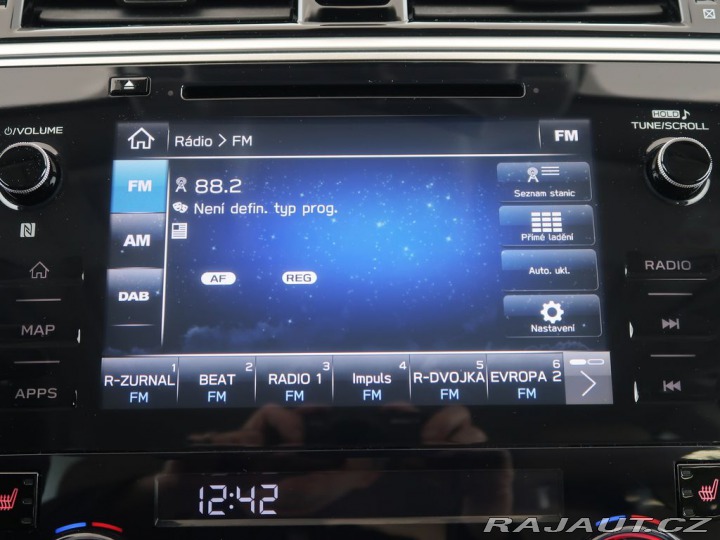 ⏻/VOLUME
HOLD ♪
TUNE/SCROLL
Rádio > FM
FM
FM
88.2
Není defin. typ prog.
AM
DAB
AF
REG
Seznam stanic
Přímé ladění
Auto. ukl.
Nastavení
N
MAP
APPS
RADIO
1
R-ZURNAL
FM
2
BEAT
FM
3
RADIO 1
FM
4
Impuls
FM
5
R-DVOJKA
FM
6
EVROPA 2
FM
12:42
RAJAUT.CZ